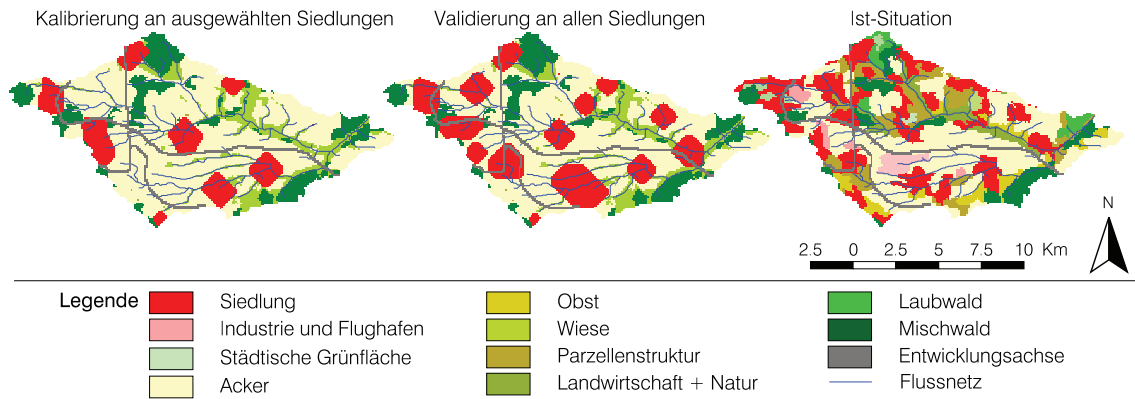 Kalibrierung an ausgewählten Siedlungen
Validierung an allen Siedlungen
Ist-Situation
N
2.5 0 2.5 5 7.5 10 Km
Legende
Siedlung
Industrie und Flughafen
Städtische Grünfläche
Acker
Obst
Wiese
Parzellenstruktur
Landwirtschaft + Natur
Laubwald
Mischwald
Entwicklungsachse
Flussnetz